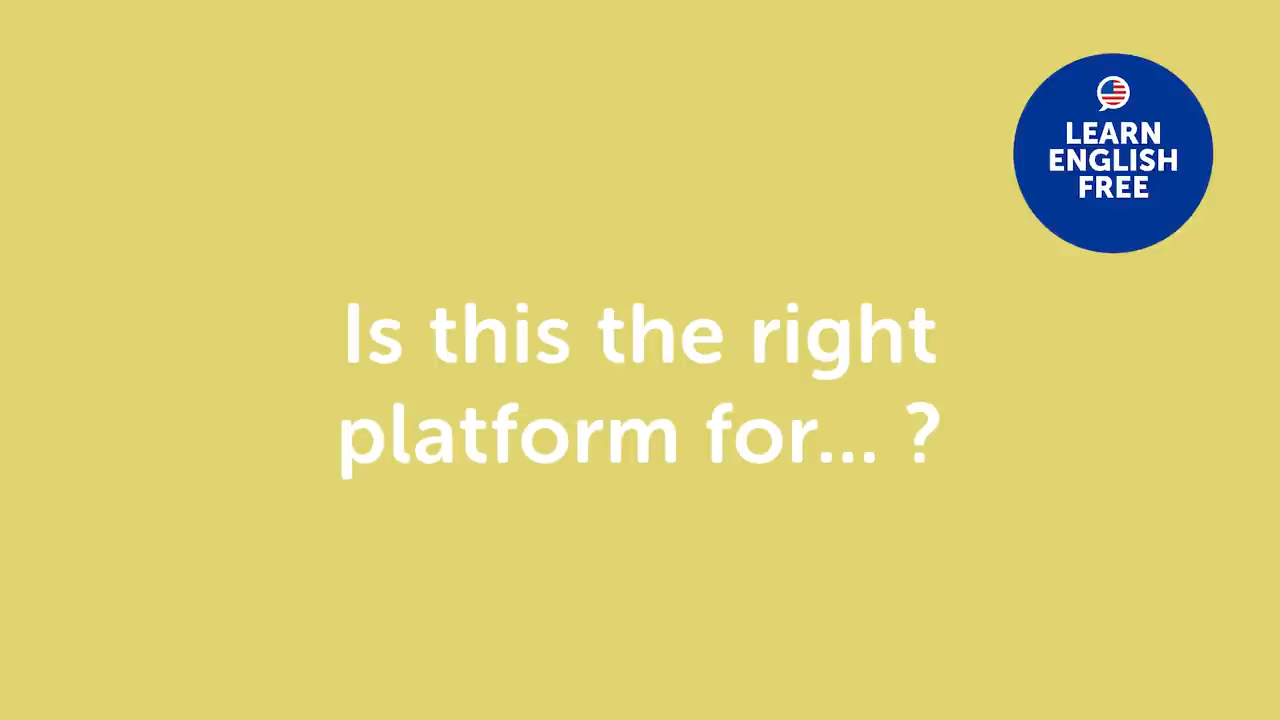 LEARN
ENGLISH
FREE
Is this the right
platform for... ?